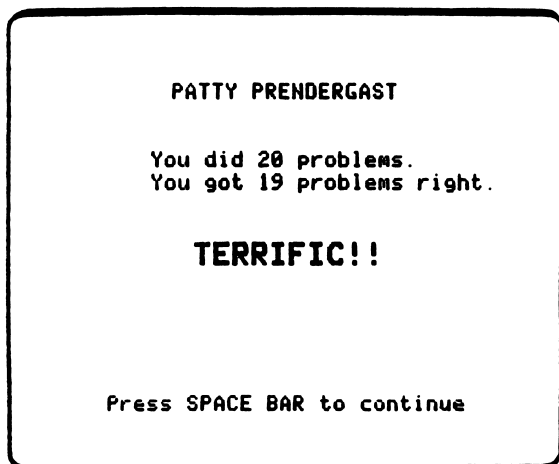 PATTY PRENDERGAST
You did 20 problems.
You got 19 problems right.
TERRIFIC!!
Press SPACE BAR to continue